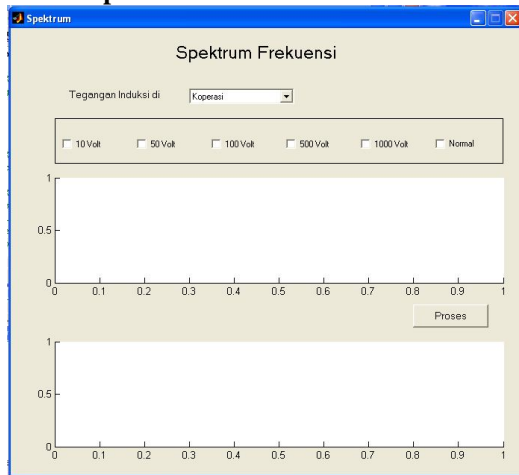 Spektrum
Spektrum Frekuensi
Tegangan Induksi di Koperasi
10 Volt 50 Volt 100 Volt 500 Volt 1000 Volt Normal
1
0.5
0
0 0.1 0.2 0.3 0.4 0.5 0.6 0.7 0.8 0.9 1
Proses
1
0.5
0
0 0.1 0.2 0.3 0.4 0.5 0.6 0.7 0.8 0.9 1